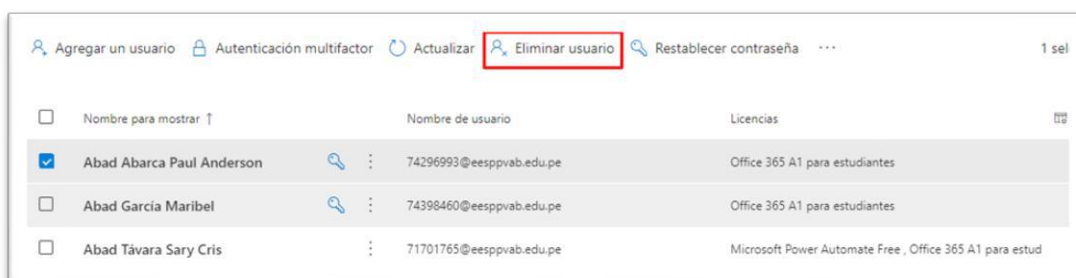 Agregar un usuario Autenticación multifactor Actualizar Eliminar usuario Restablecer contraseña ... 1 sel
Nombre para mostrar ↑ Nombre de usuario Licencias
Abad Abarca Paul Anderson 74296993@eesppvab.edu.pe Office 365 A1 para estudiantes
Abad García Maribel 74398460@eesppvab.edu.pe Office 365 A1 para estudiantes
Abad Távara Sary Cris 71701765@eesppvab.edu.pe Microsoft Power Automate Free , Office 365 A1 para estud